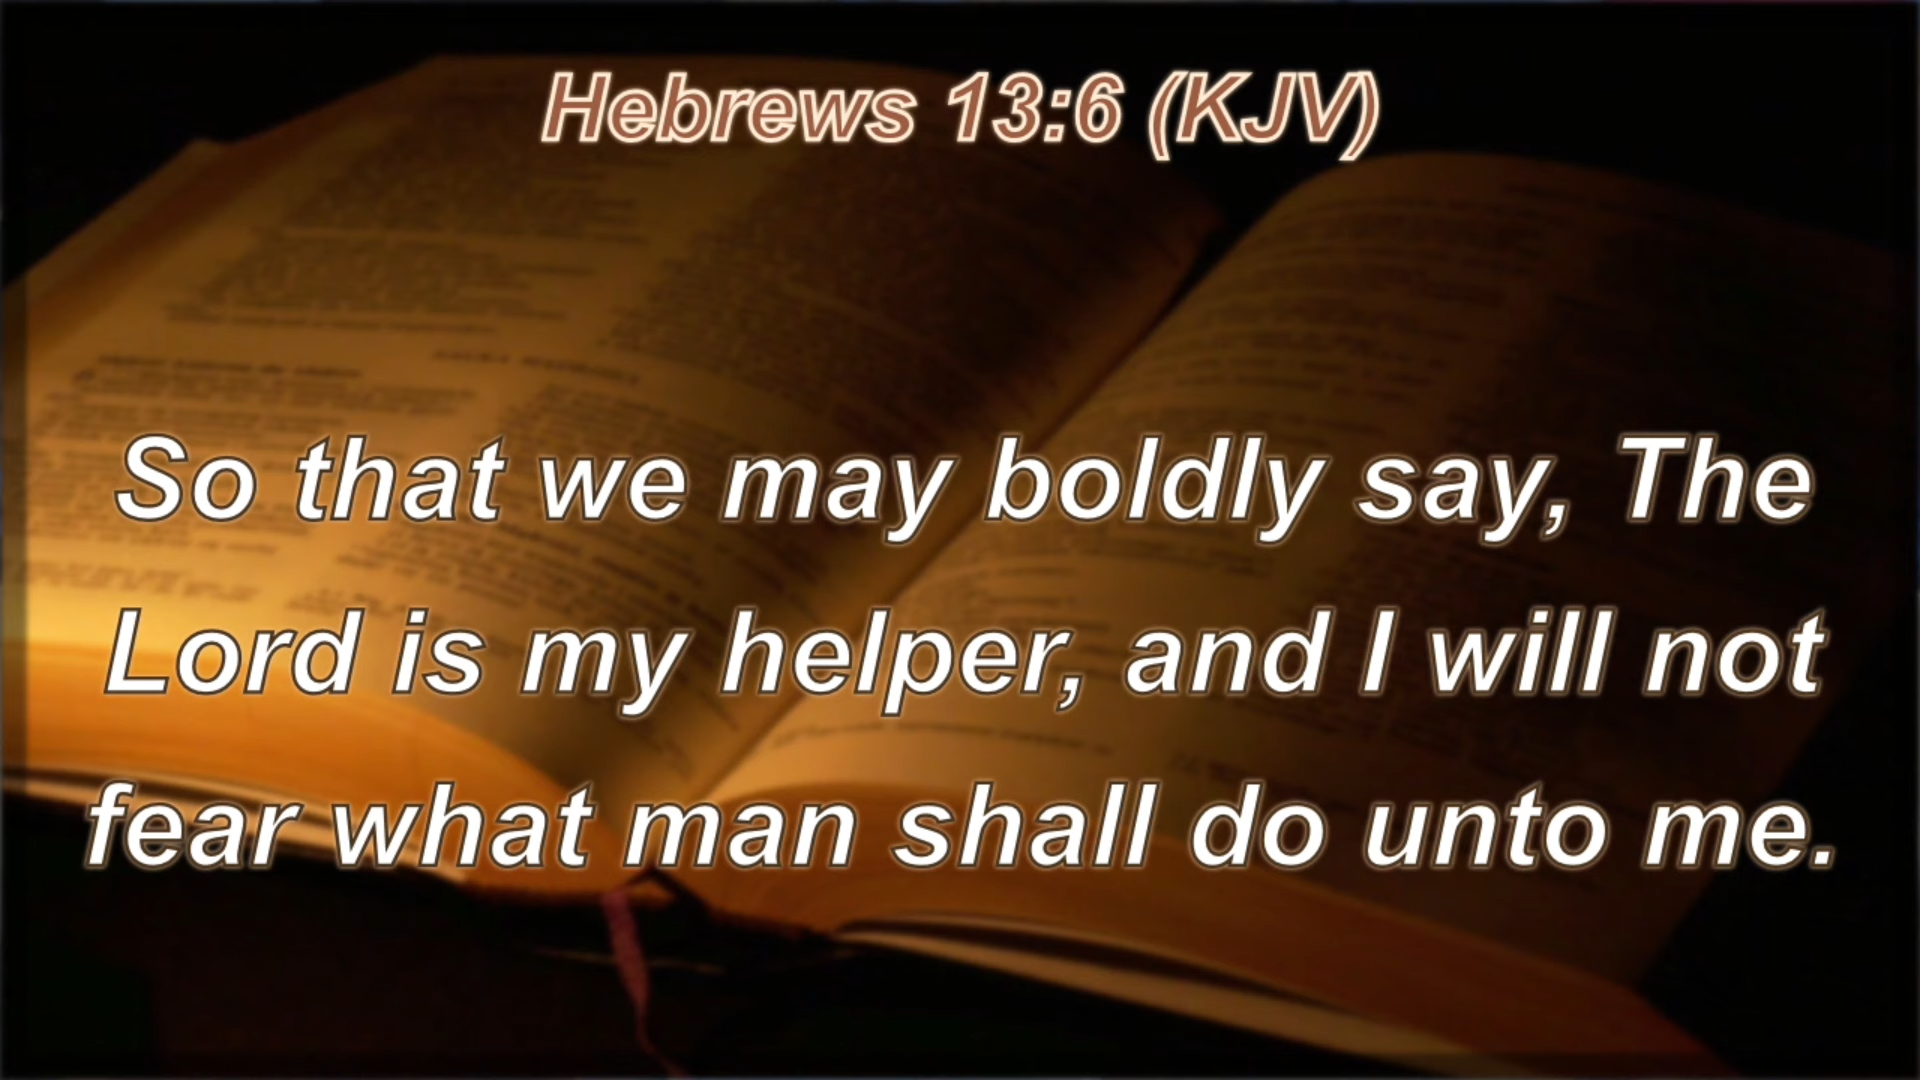 Hebrews 13:6 (KJV)
So that we may boldly say, The
Lord is my helper, and I will not
fear what man shall do unto me.